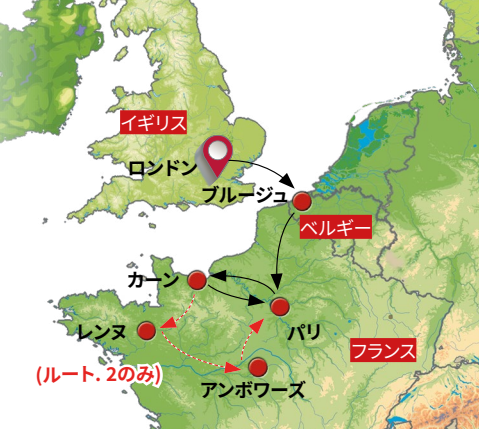 イギリス
ロンドン
ブルージュ
ベルギー
カーン
レンヌ
パリ
フランス
(ルート. 2のみ)
アンボワーズ